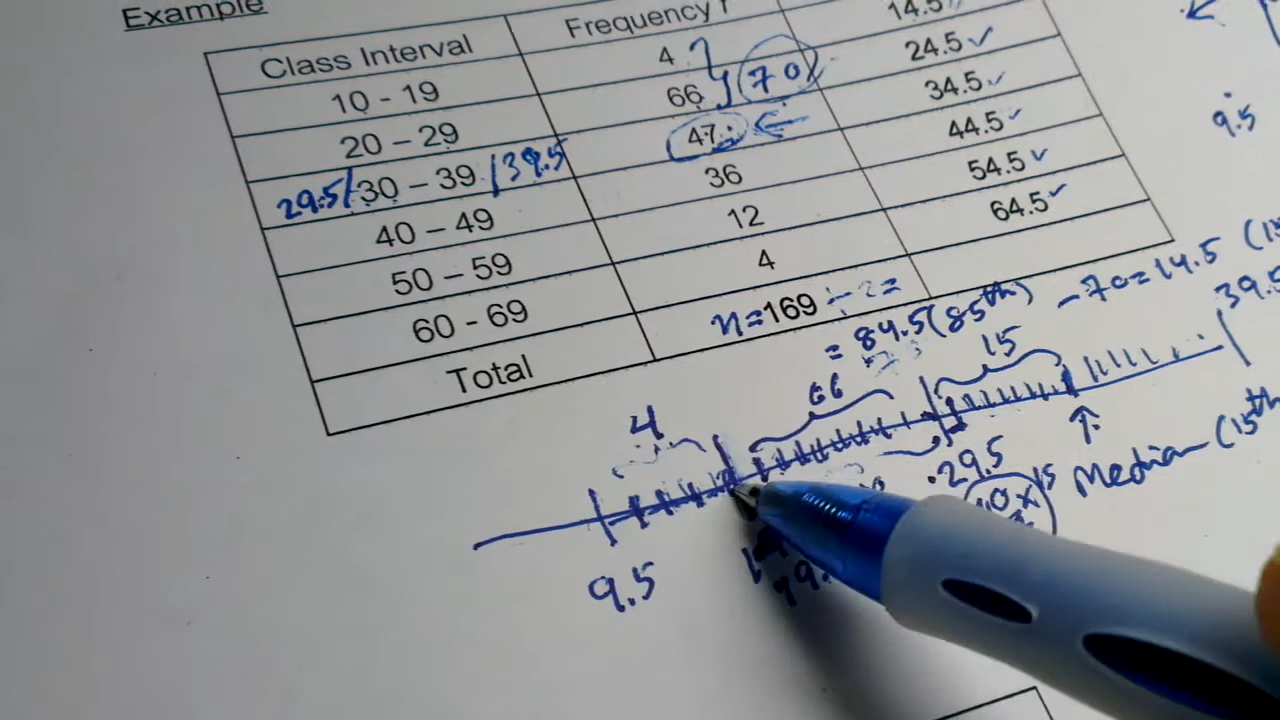 Example
Class Interval Frequency f
10 - 19 4 14.5
20 - 29 66 70 24.5 ✓
29.5/ 30 - 39 /39.5 47 ← 34.5 ✓
40 - 49 36 44.5 ✓
50 - 59 12 54.5 ✓
60 - 69 4 64.5 ✓
Total n=169 ÷ 2 =
= 84.5 (85th) - 70 = 14.5
9.5
39.5
4 66 15
9.5 29.5 Median (15th